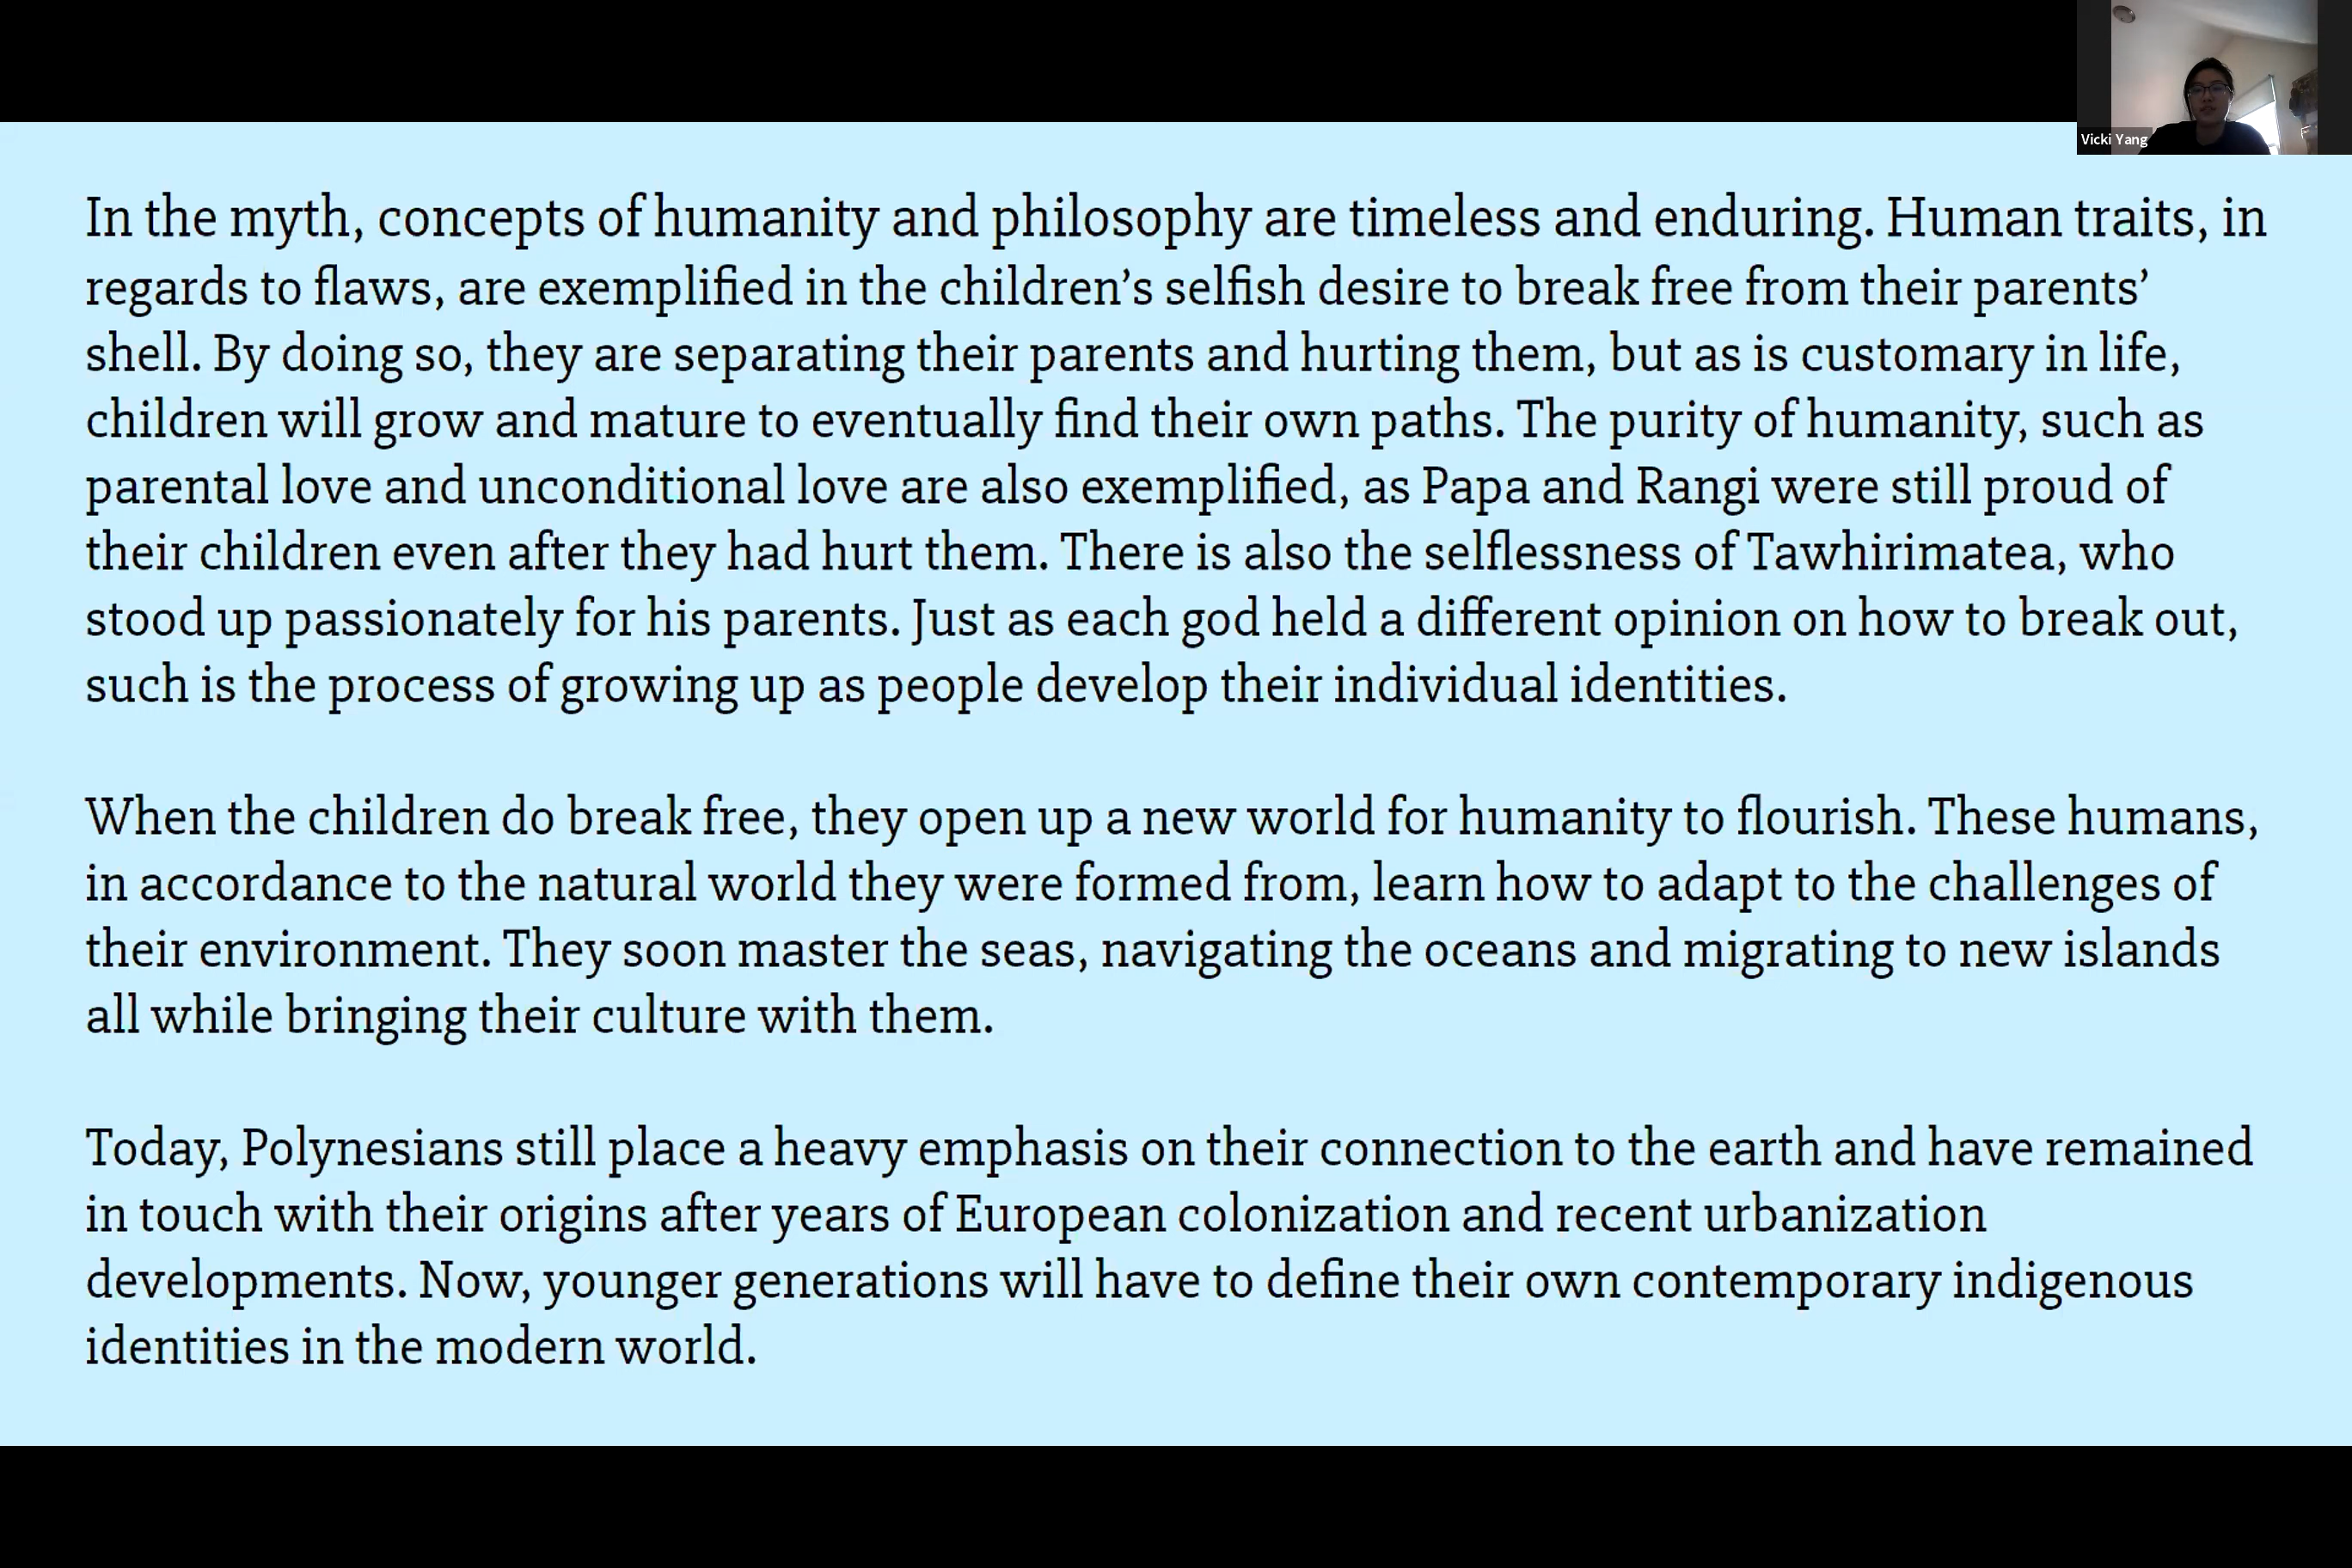 Vicki Yang
In the myth, concepts of humanity and philosophy are timeless and enduring. Human traits, in
regards to flaws, are exemplified in the children’s selfish desire to break free from their parents’
shell. By doing so, they are separating their parents and hurting them, but as is customary in life,
children will grow and mature to eventually find their own paths. The purity of humanity, such as
parental love and unconditional love are also exemplified, as Papa and Rangi were still proud of
their children even after they had hurt them. There is also the selflessness of Tawhirimatea, who
stood up passionately for his parents. Just as each god held a different opinion on how to break out,
such is the process of growing up as people develop their individual identities.
When the children do break free, they open up a new world for humanity to flourish. These humans,
in accordance to the natural world they were formed from, learn how to adapt to the challenges of
their environment. They soon master the seas, navigating the oceans and migrating to new islands
all while bringing their culture with them.
Today, Polynesians still place a heavy emphasis on their connection to the earth and have remained
in touch with their origins after years of European colonization and recent urbanization
developments. Now, younger generations will have to define their own contemporary indigenous
identities in the modern world.